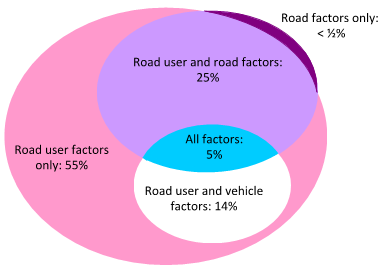 Road factors only:
< ½%
Road user and road factors:
25%
All factors:
5%
Road user factors
only: 55%
Road user and vehicle
factors: 14%